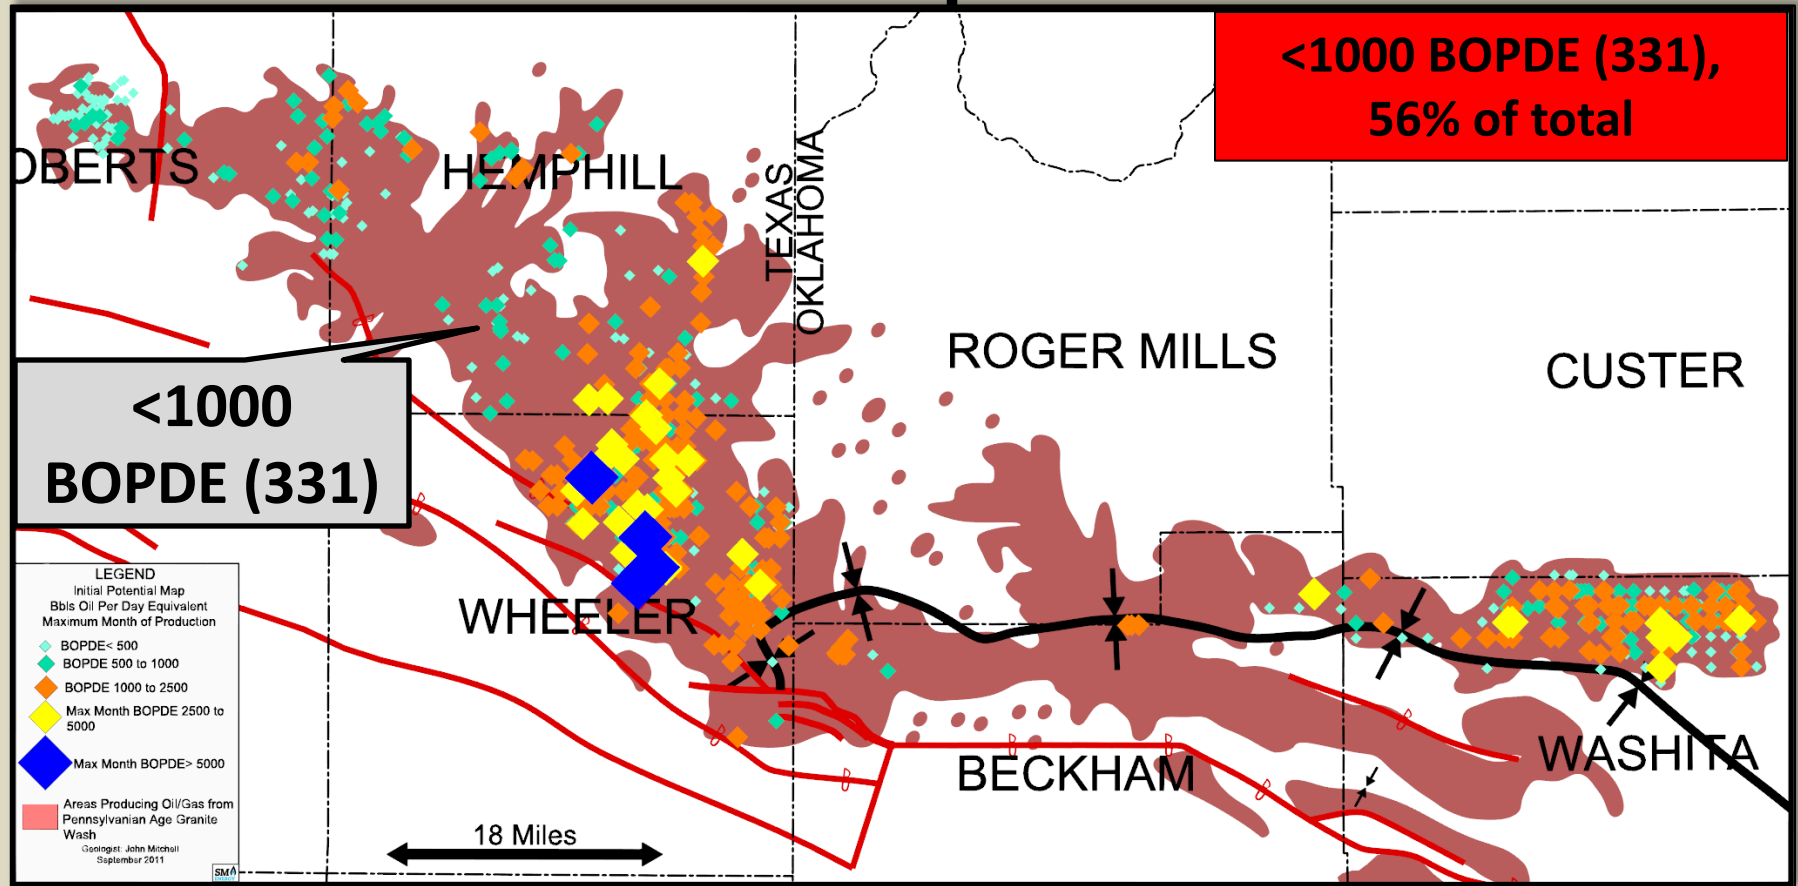 <1000 BOPDE (331),
56% of total
OBERTS
HEMPHILL
TEXAS
OKLAHOMA
ROGER MILLS
CUSTER
<1000
BOPDE (331)
WHEELER
BECKHAM
WASHITA
18 Miles
LEGEND
Initial Potential Map
Bbls Oil Per Day Equivalent
Maximum Month of Production
BOPDE< 500
BOPDE 500 to 1000
BOPDE 1000 to 2500
Max Month BOPDE 2500 to
5000
Max Month BOPDE> 5000
Areas Producing Oil/Gas from
Pennsylvanian Age Granite
Wash
Geologist: John Mitchell
September 2011
SM
ENERGY